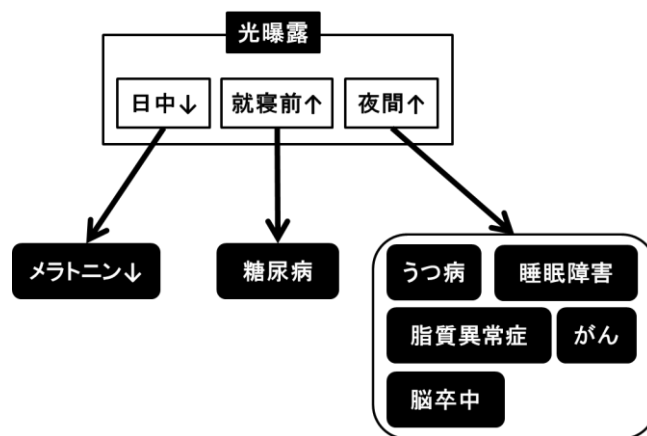 光曝露
日中↓ 就寝前↑ 夜間↑
メラトニン↓ 糖尿病
うつ病 睡眠障害
脂質異常症 がん
脳卒中